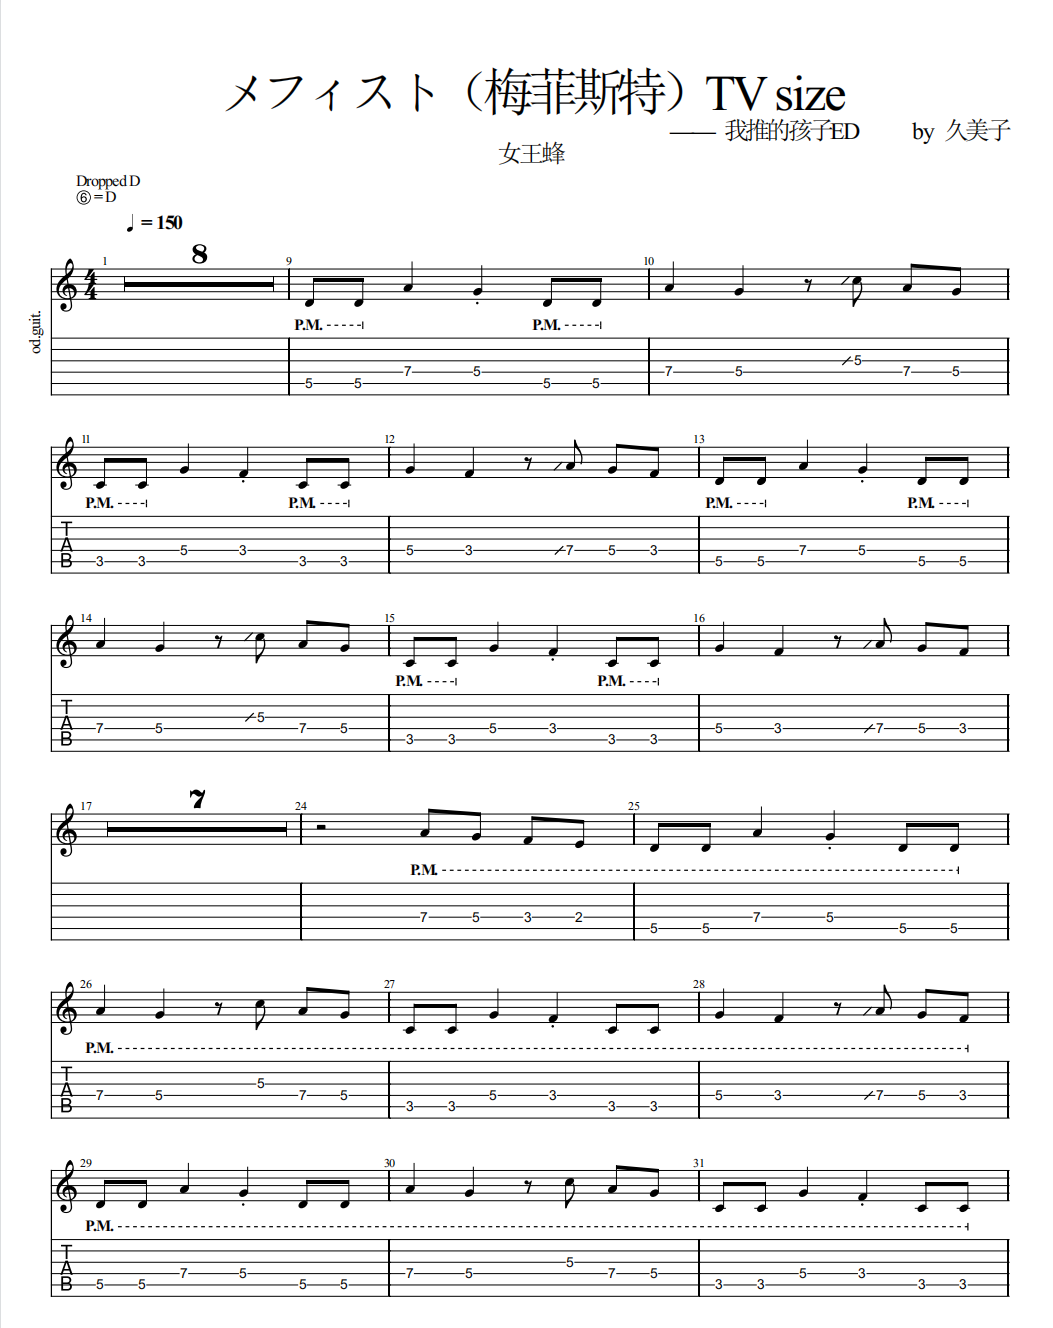 メフィスト（梅菲斯特）TV size
—— 我推的孩子ED by 久美子
女王蜂
Dropped D
⑥ = D
♩ = 150
od.guit.
1 8 9 10
P.M. P.M.
5 5 7 5 5 5 7 5 5 7 5
11 12 13
P.M. P.M. P.M. P.M.
T A B
3 3 5 3 3 3 5 3 7 5 3 5 5 7 5 5 5
14 15 16
P.M. P.M.
T A B
7 5 5 7 5 3 3 5 3 3 3 5 3 7 5 3
17 7 24 25
P.M.
7 5 3 2 5 5 7 5 5 5
26 27 28
P.M.
T A B
7 5 5 7 5 3 3 5 3 3 3 5 3 7 5 3
29 30 31
P.M.
T A B
5 5 7 5 5 5 7 5 5 7 5 3 3 5 3 3 3